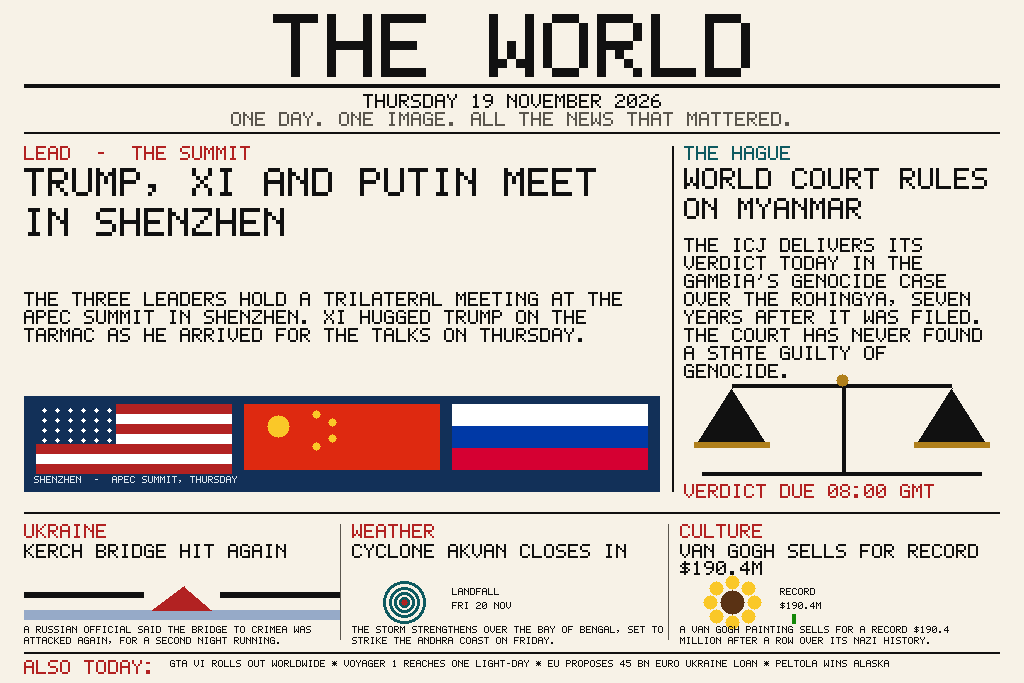 THE WORLD
THURSDAY 19 NOVEMBER 2026
ONE DAY. ONE IMAGE. ALL THE NEWS THAT MATTERED.
LEAD - THE SUMMIT
TRUMP, XI AND PUTIN MEET
IN SHENZHEN
THE THREE LEADERS HOLD A TRILATERAL MEETING AT THE
APEC SUMMIT IN SHENZHEN. XI HUGGED TRUMP ON THE
TARMAC AS HE ARRIVED FOR THE TALKS ON THURSDAY.
SHENZHEN - APEC SUMMIT, THURSDAY
THE HAGUE
WORLD COURT RULES
ON MYANMAR
THE ICJ DELIVERS ITS
VERDICT TODAY IN THE
GAMBIA'S GENOCIDE CASE
OVER THE ROHINGYA, SEVEN
YEARS AFTER IT WAS FILED.
THE COURT HAS NEVER FOUND
A STATE GUILTY OF
GENOCIDE.
VERDICT DUE 08:00 GMT
UKRAINE
KERCH BRIDGE HIT AGAIN
A RUSSIAN OFFICIAL SAID THE BRIDGE TO CRIMEA WAS
ATTACKED AGAIN, FOR A SECOND NIGHT RUNNING.
WEATHER
CYCLONE AKVAN CLOSES IN
LANDFALL
FRI 20 NOV
THE STORM STRENGTHENS OVER THE BAY OF BENGAL, SET TO
STRIKE THE ANDHRA COAST ON FRIDAY.
CULTURE
VAN GOGH SELLS FOR RECORD
$190.4M
RECORD
$190.4M
A VAN GOGH PAINTING SELLS FOR A RECORD $190.4
MILLION AFTER A ROW OVER ITS NAZI HISTORY.
ALSO TODAY:
GTA VI ROLLS OUT WORLDWIDE * VOYAGER 1 REACHES ONE LIGHT-DAY * EU PROPOSES 45 BN EURO UKRAINE LOAN * PELTOLA WINS ALASKA